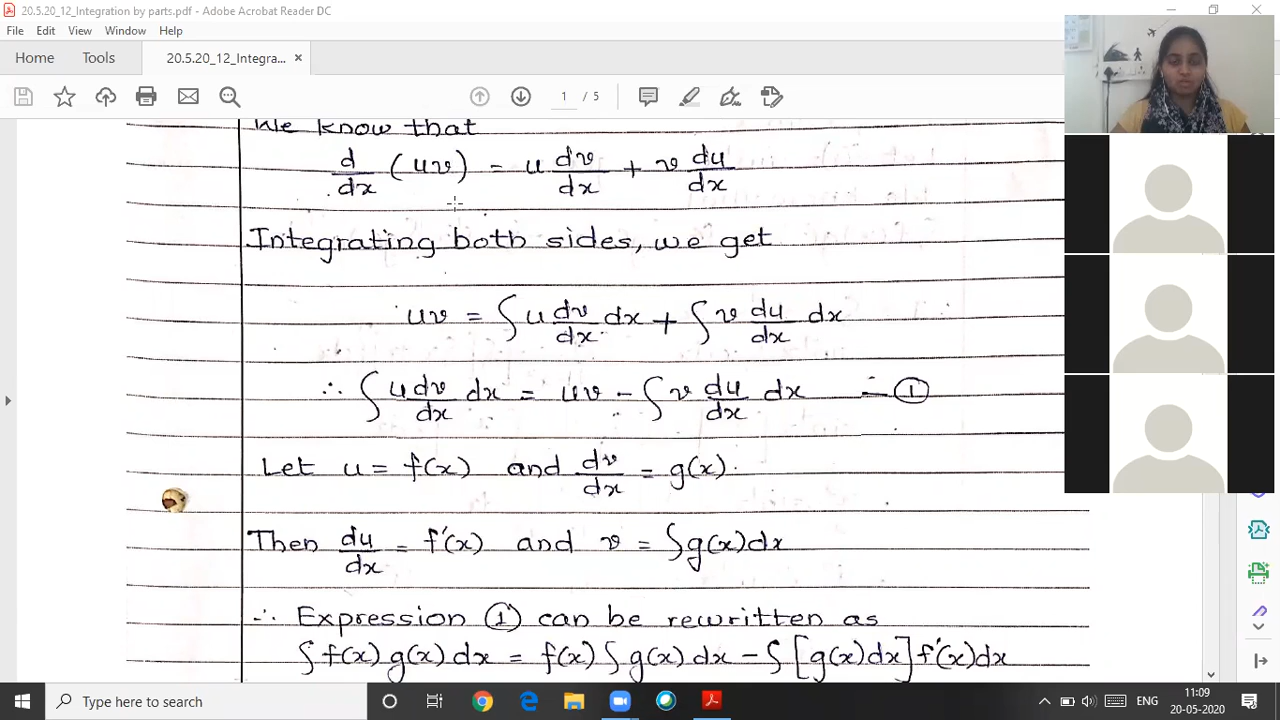 20.5.20_12_Integration by parts.pdf - Adobe Acrobat Reader DC
File Edit View Window Help
Home Tools 20.5.20_12_Integra... ×
1 / 5
We know that
d/dx (uv) = u dv/dx + v du/dx
Integrating both sides, we get
uv = ∫ u dv/dx dx + ∫ v du/dx dx
∴ ∫ u dv/dx dx = uv − ∫ v du/dx dx — ①
Let u = f(x) and dv/dx = g(x).
Then du/dx = f'(x) and v = ∫g(x)dx
∴ Expression ① can be rewritten as
∫ f(x) g(x) dx = f(x) ∫ g(x) dx − ∫ [g(x)dx] f'(x)dx
Type here to search
ENG
11:09
20-05-2020